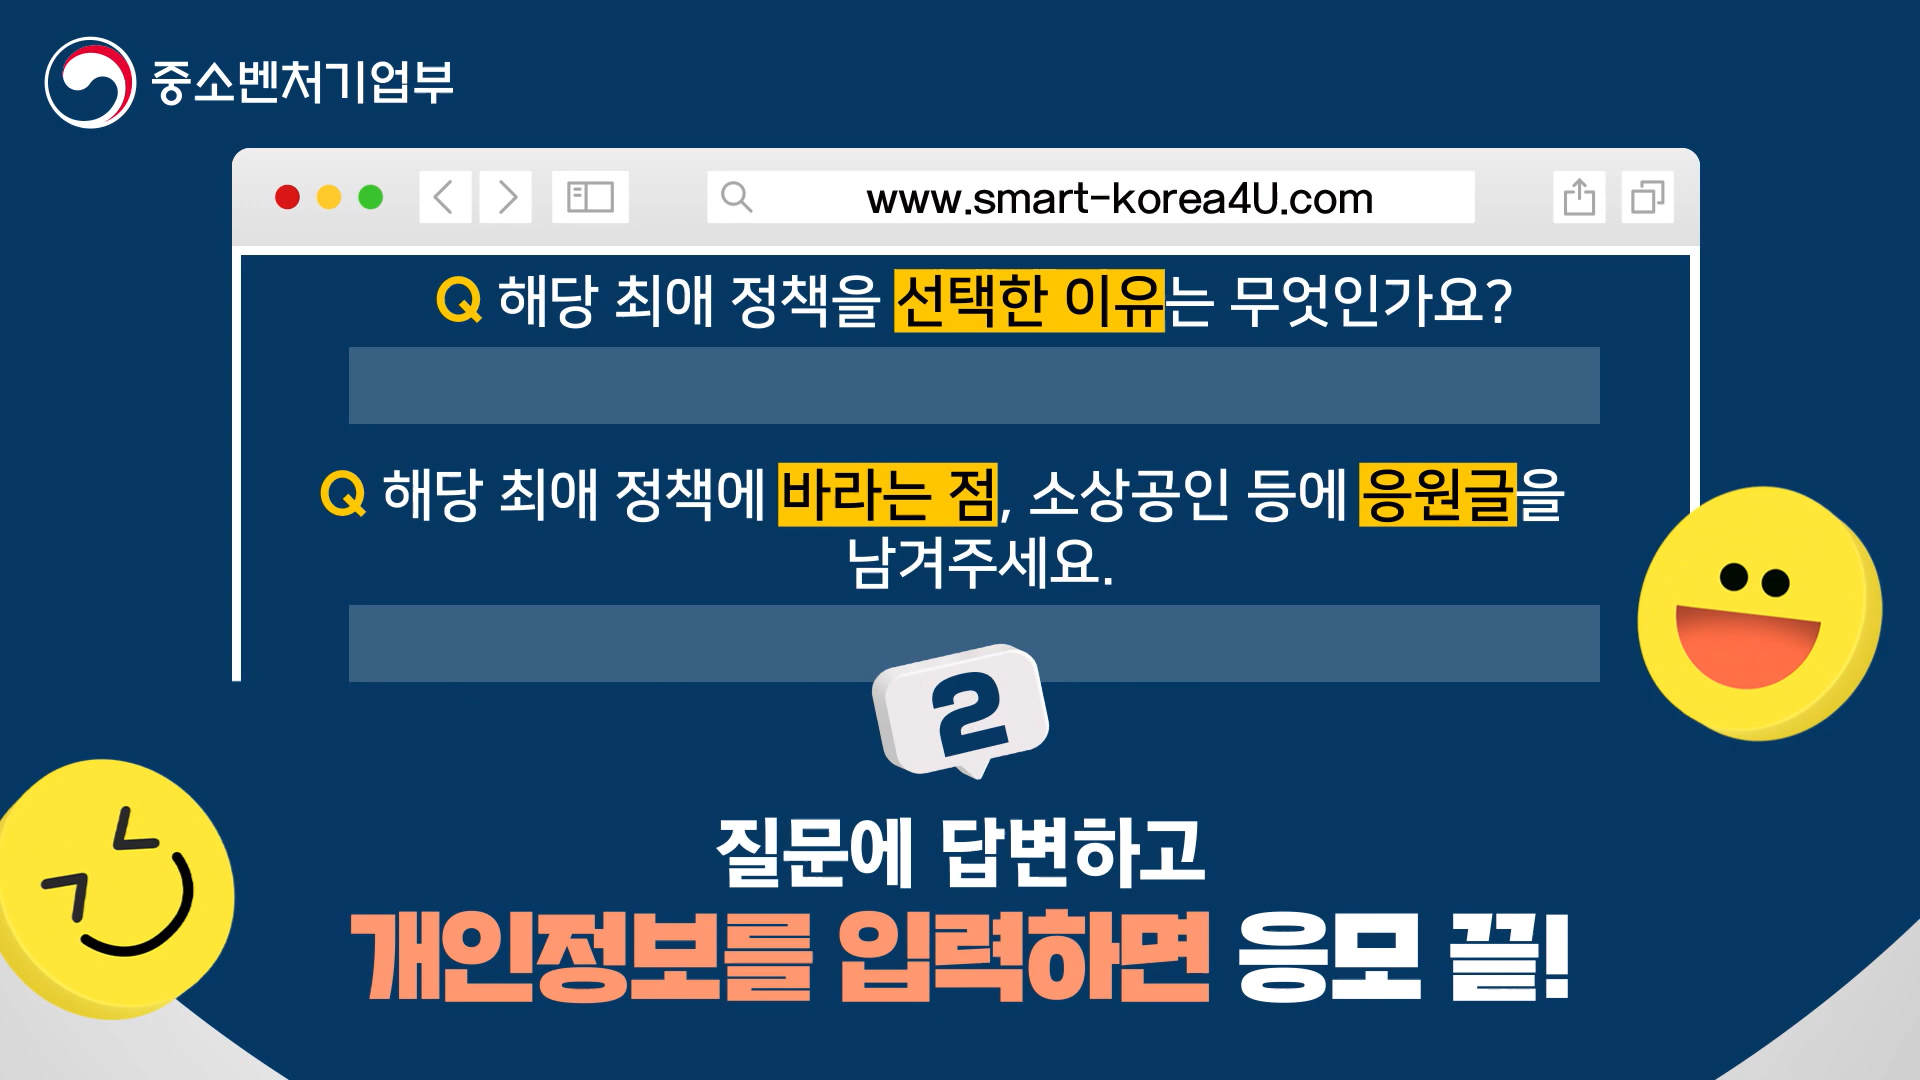 중소벤처기업부
www.smart-korea4U.com
Q 해당 최애 정책을 선택한 이유는 무엇인가요?
Q 해당 최애 정책에 바라는 점, 소상공인 등에 응원글을
남겨주세요.
2
질문에 답변하고
개인정보를 입력하면 응모 끝!